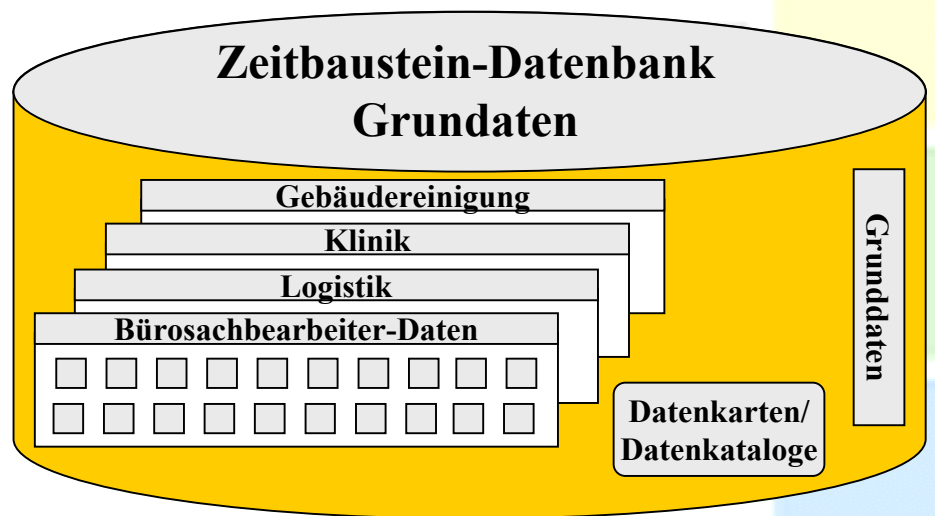 Zeitbaustein-Datenbank
Grundaten
Gebäudereinigung
Klinik
Logistik
Bürosachbearbeiter-Daten
Datenkarten/
Datenkataloge
Grunddaten